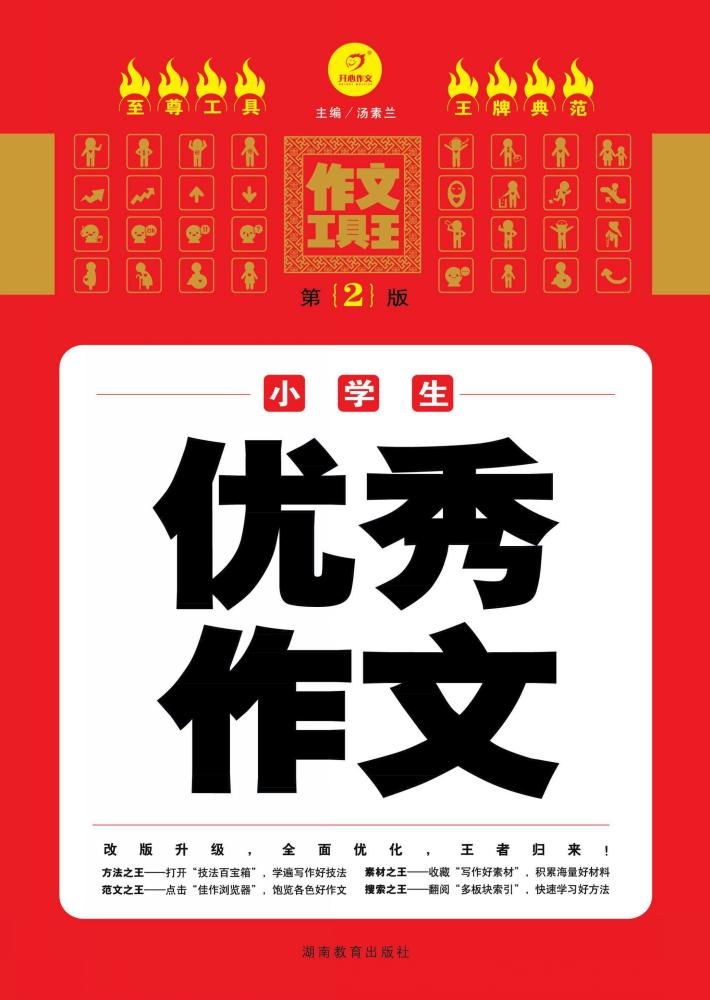 开心作文
至尊工具
王牌典范
主编/汤素兰
作文
工具王
第{2}版
小学生
优秀
作文
改版升级，全面优化，王者归来！
方法之王——打开“技法百宝箱”，学遍写作好技法
素材之王——收藏“写作好素材”，积累海量好材料
范文之王——点击“佳作浏览器”，饱览各色好作文
搜索之王——翻阅“多板块索引”，快速学习好方法
湖南教育出版社